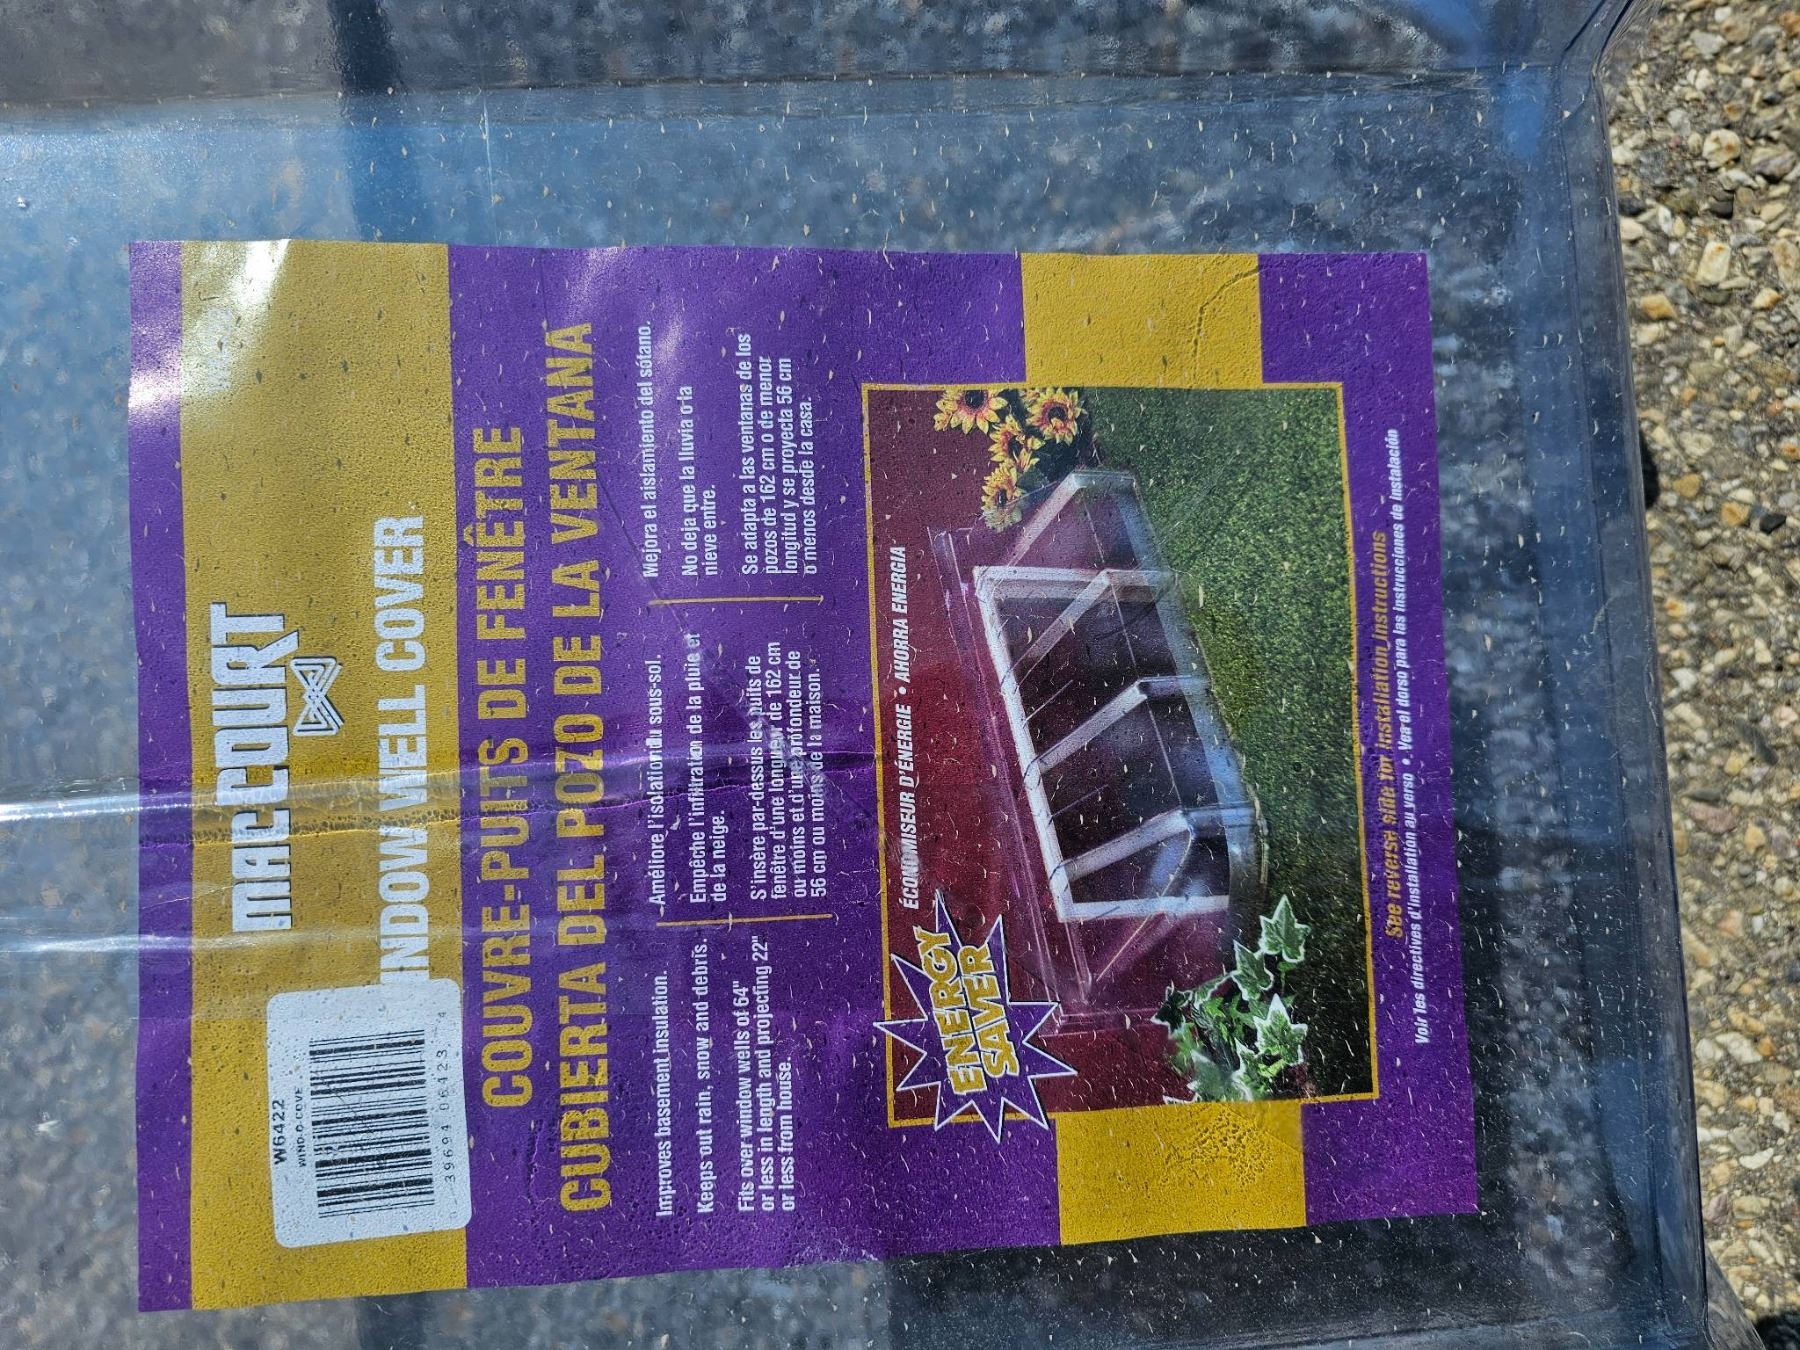 MAC COURT
W6422
WIND O COVE
39694 06423 4
INDOW WELL COVER
COUVRE-PUITS DE FENÊTRE
CUBIERTA DEL POZO DE LA VENTANA
Improves basement insulation.
Keeps out rain, snow and debris.
Fits over window wells of 64"
or less in length and projecting 22"
or less from house.
Améliore l'isolation du sous-sol.
Empêche l'infiltration de la pluie et
de la neige.
S'insère par-dessus les puits de
fenêtre d'une longueur de 162 cm
ou moins et d'une profondeur de
56 cm ou moins de la maison.
Mejora el aislamiento del sótano.
No deja que la lluvia o la
nieve entre.
Se adapta a las ventanas de los
pozos de 162 cm o de menor
longitud y se proyecta 56 cm
o menos desde la casa.
ENERGY
SAVER
ÉCONOMISEUR D'ÉNERGIE • AHORRA ENERGIA
See reverse side for Installation Instructions
Voir les directives d'installation au verso • Vea el dorso para las instrucciones de instalación